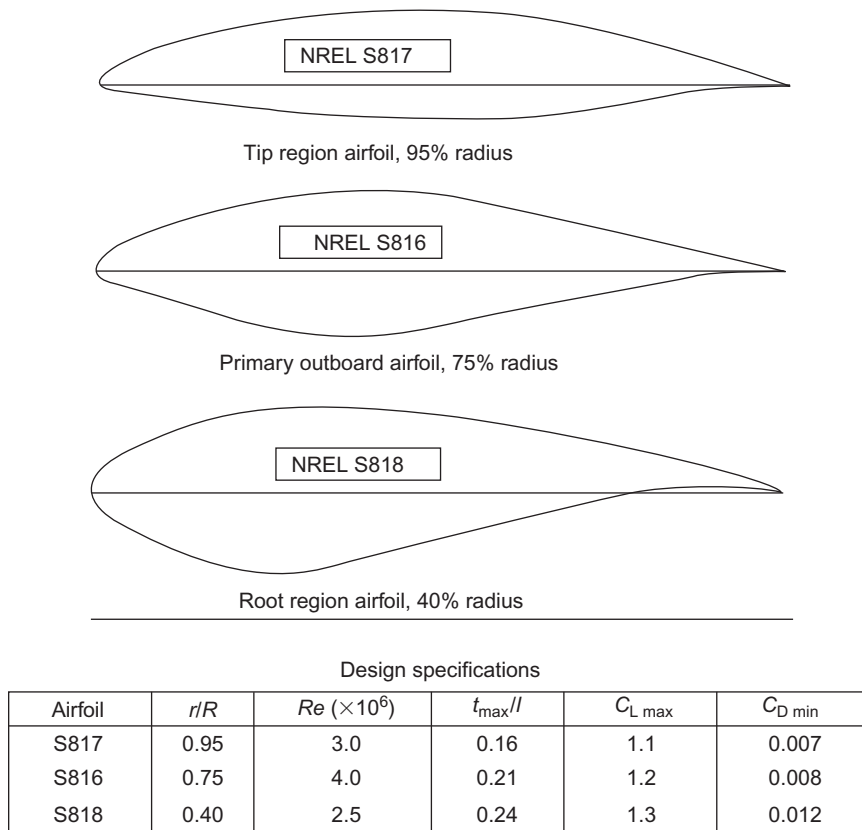 NREL S817
Tip region airfoil, 95% radius
NREL S816
Primary outboard airfoil, 75% radius
NREL S818
Root region airfoil, 40% radius
Design specifications
Airfoil r/R Re (×10⁶) t_max/l C_L max C_D min
S817 0.95 3.0 0.16 1.1 0.007
S816 0.75 4.0 0.21 1.2 0.008
S818 0.40 2.5 0.24 1.3 0.012